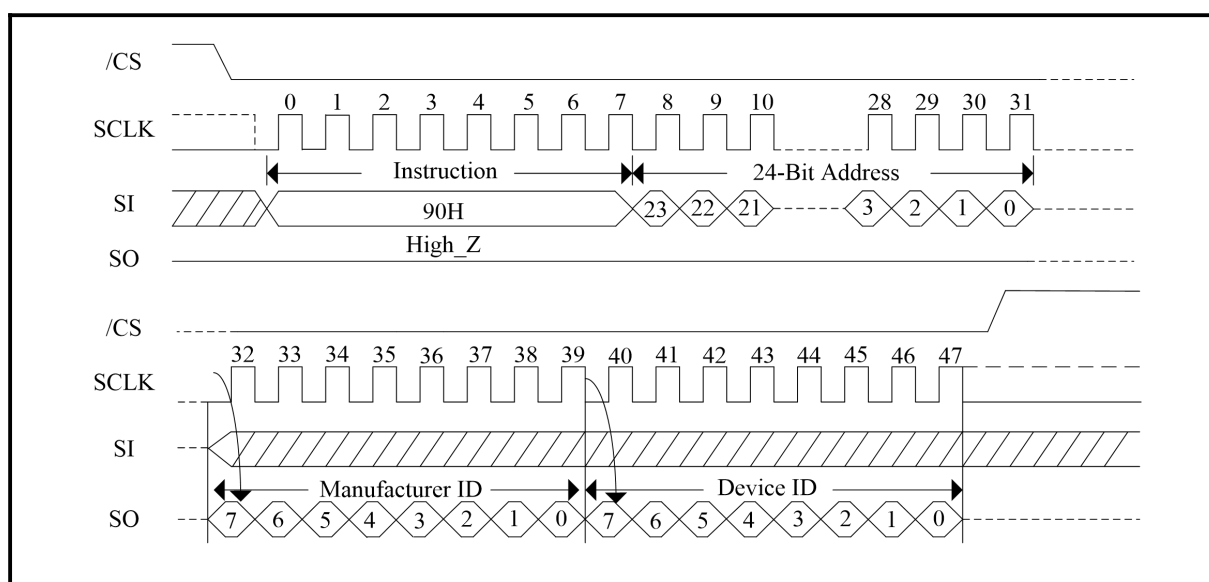 /CS
0 1 2 3 4 5 6 7 8 9 10 28 29 30 31
SCLK
Instruction 24-Bit Address
SI 90H 23 22 21 3 2 1 0
High_Z
SO
/CS
32 33 34 35 36 37 38 39 40 41 42 43 44 45 46 47
SCLK
SI
Manufacturer ID Device ID
SO 7 6 5 4 3 2 1 0 7 6 5 4 3 2 1 0